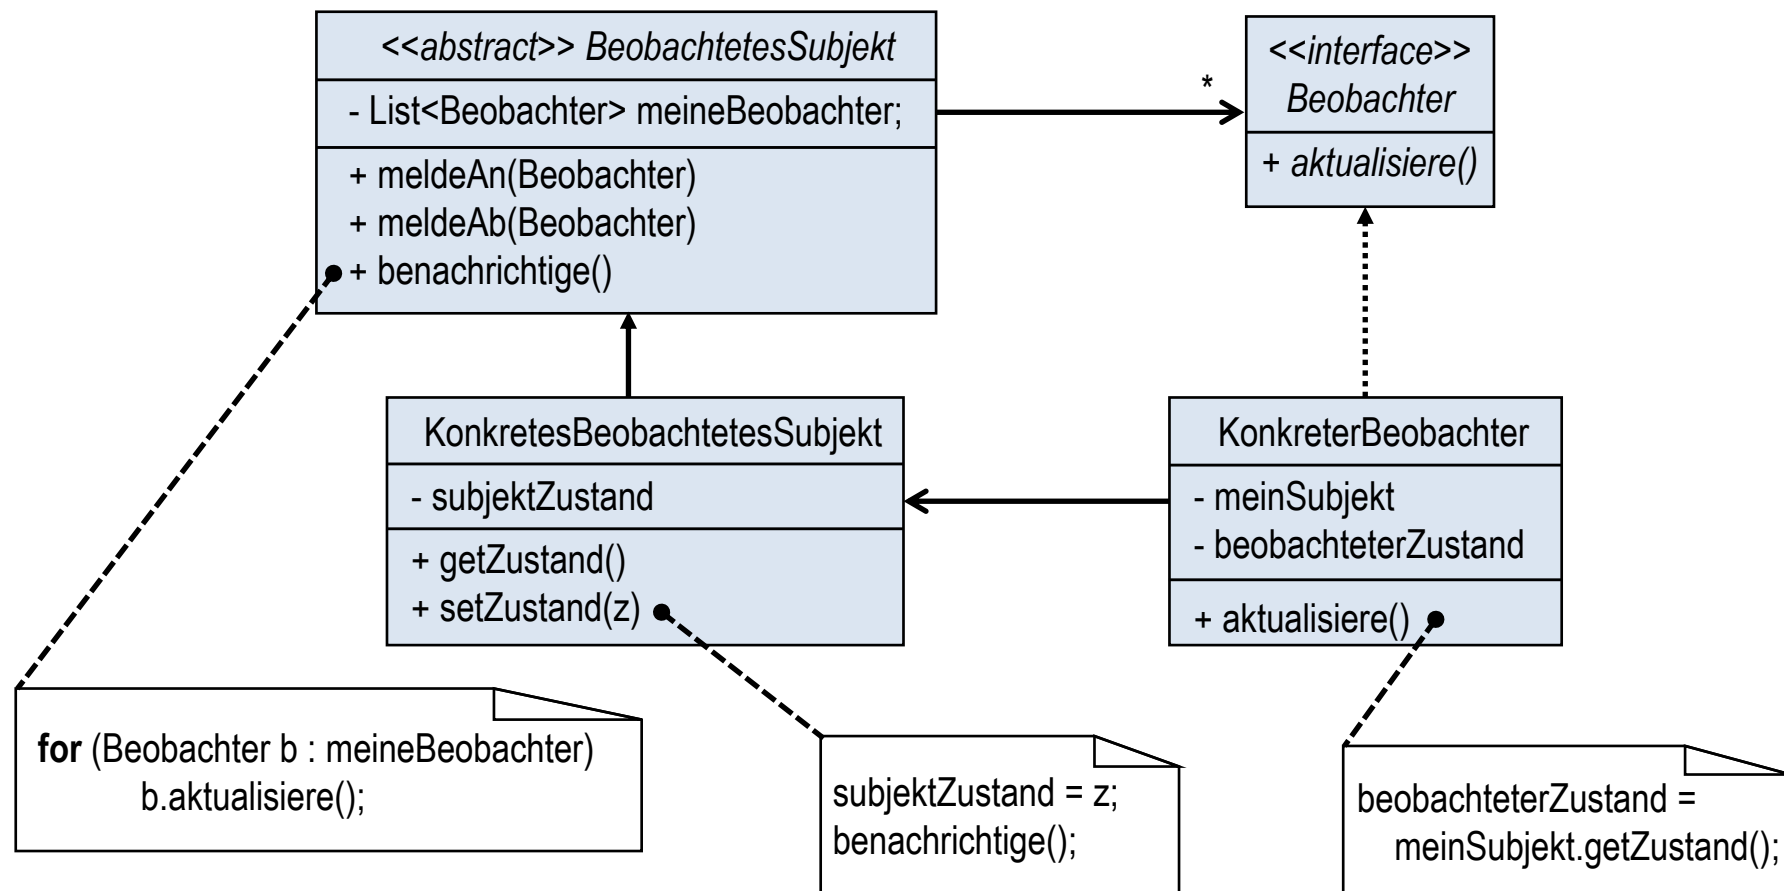 <<abstract>> BeobachtetesSubjekt
- List<Beobachter> meineBeobachter;
+ meldeAn(Beobachter)
+ meldeAb(Beobachter)
+ benachrichtige()
*
<<interface>>
Beobachter
+ aktualisiere()
KonkretesBeobachtetesSubjekt
- subjektZustand
+ getZustand()
+ setZustand(z)
KonkreterBeobachter
- meinSubjekt
- beobachteterZustand
+ aktualisiere()
for (Beobachter b : meineBeobachter)
b.aktualisiere();
subjektZustand = z;
benachrichtige();
beobachteterZustand =
meinSubjekt.getZustand();